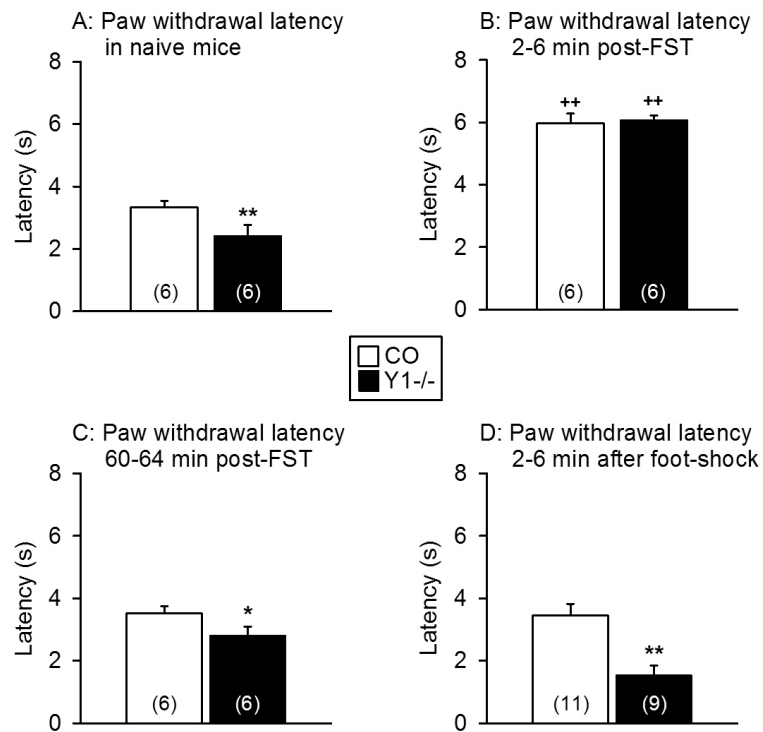 A: Paw withdrawal latency
in naive mice
8
6
4
2
0
Latency (s)
**
(6)
(6)
B: Paw withdrawal latency
2-6 min post-FST
8
6
4
2
0
Latency (s)
++
++
(6)
(6)
CO
Y1-/-
C: Paw withdrawal latency
60-64 min post-FST
8
6
4
2
0
Latency (s)
*
(6)
(6)
D: Paw withdrawal latency
2-6 min after foot-shock
8
6
4
2
0
Latency (s)
**
(11)
(9)